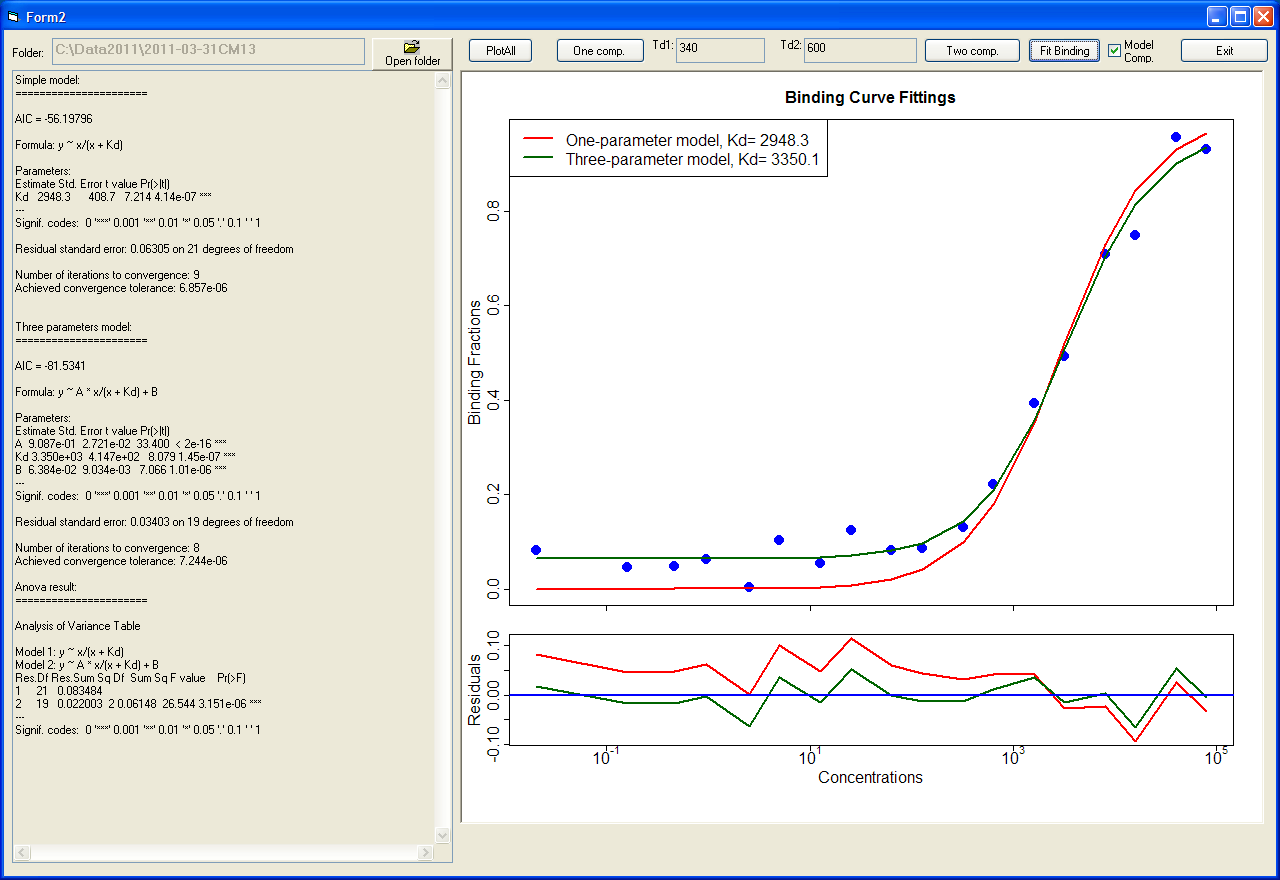 Form2
Folder: C:\Data2011\2011-03-31CM13 Open folder PlotAll One comp. Td1: 340 Td2: 600 Two comp. Fit Binding Model Comp. Exit
Simple model:
======================
AIC = -56.19796
Formula: y ~ x/(x + Kd)
Parameters:
Estimate Std. Error t value Pr(>|t|)
Kd 2948.3 408.7 7.214 4.14e-07 ***
---
Signif. codes: 0 '***' 0.001 '**' 0.01 '*' 0.05 '.' 0.1 ' ' 1
Residual standard error: 0.06305 on 21 degrees of freedom
Number of iterations to convergence: 9
Achieved convergence tolerance: 6.857e-06
Three parameters model:
======================
AIC = -81.5341
Formula: y ~ A * x/(x + Kd) + B
Parameters:
Estimate Std. Error t value Pr(>|t|)
A 9.087e-01 2.721e-02 33.400 < 2e-16 ***
Kd 3.350e+03 4.147e+02 8.079 1.45e-07 ***
B 6.384e-02 9.034e-03 7.066 1.01e-06 ***
---
Signif. codes: 0 '***' 0.001 '**' 0.01 '*' 0.05 '.' 0.1 ' ' 1
Residual standard error: 0.03403 on 19 degrees of freedom
Number of iterations to convergence: 8
Achieved convergence tolerance: 7.244e-06
Anova result:
======================
Analysis of Variance Table
Model 1: y ~ x/(x + Kd)
Model 2: y ~ A * x/(x + Kd) + B
Res.Df Res.Sum Sq Df Sum Sq F value Pr(>F)
1 21 0.083484
2 19 0.022003 2 0.06148 26.544 3.151e-06 ***
---
Signif. codes: 0 '***' 0.001 '**' 0.01 '*' 0.05 '.' 0.1 ' ' 1
Binding Curve Fittings
One-parameter model, Kd= 2948.3
Three-parameter model, Kd= 3350.1
Binding Fractions
0.8
0.6
0.4
0.2
0.0
Residuals
0.10
0.00
-0.10
10^-1 10^1 10^3 10^5
Concentrations